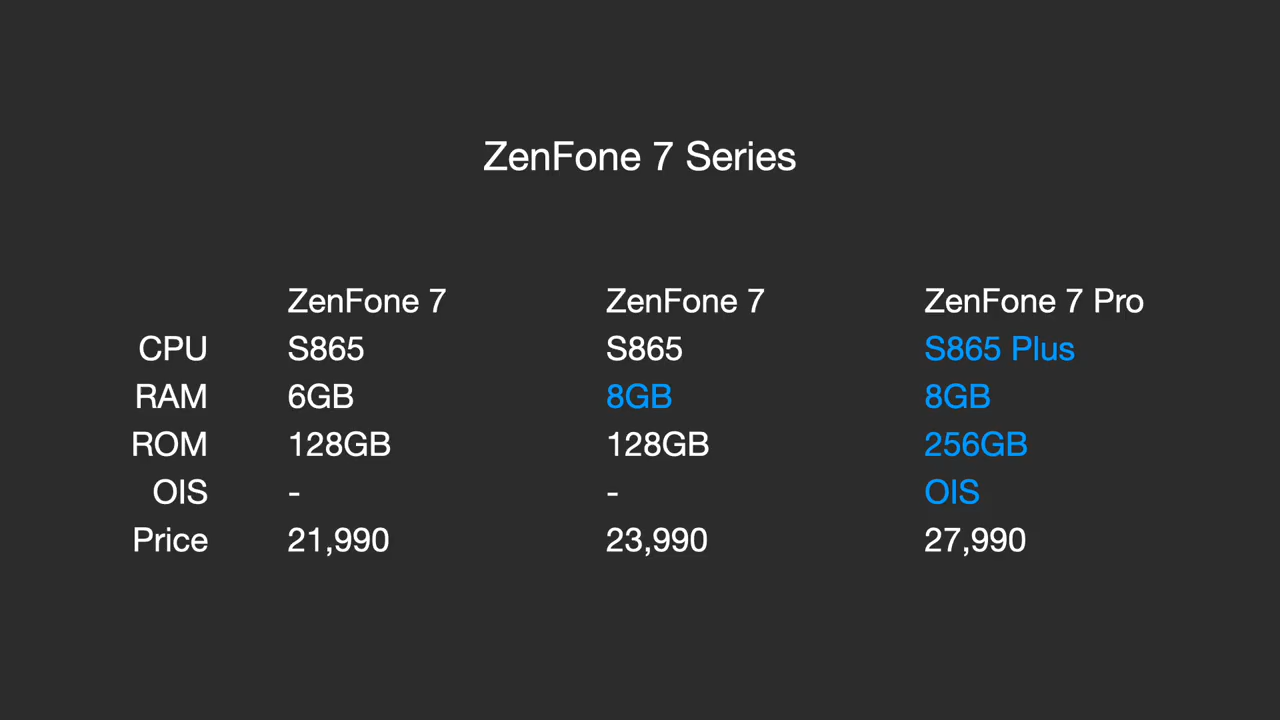 ZenFone 7 Series
ZenFone 7 ZenFone 7 ZenFone 7 Pro
CPU S865 S865 S865 Plus
RAM 6GB 8GB 8GB
ROM 128GB 128GB 256GB
OIS - - OIS
Price 21,990 23,990 27,990